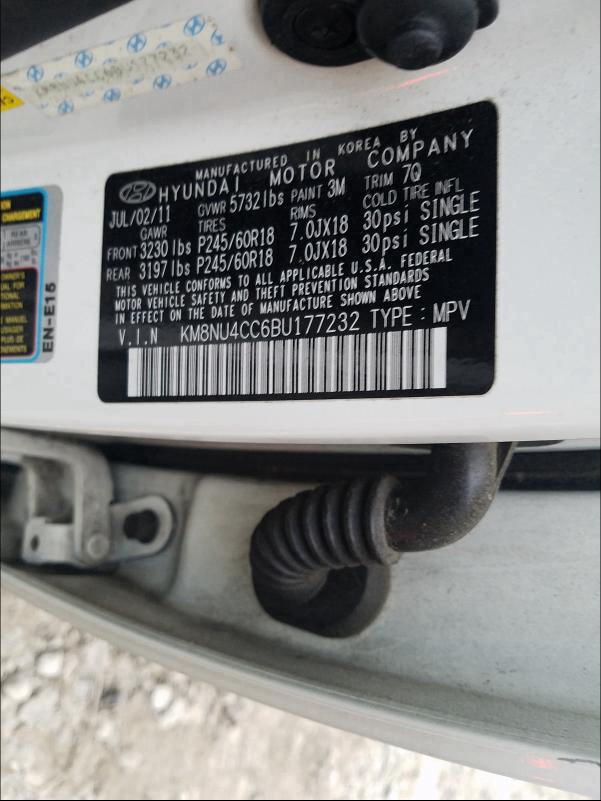 MANUFACTURED IN KOREA BY
HYUNDAI MOTOR COMPANY
JUL/02/11 GVWR 5732lbs PAINT 3M TRIM 7Q
GAWR TIRES RIMS COLD TIRE INFL
FRONT 3230lbs P245/60R18 7.0JX18 30psi SINGLE
REAR 3197lbs P245/60R18 7.0JX18 30psi SINGLE
THIS VEHICLE CONFORMS TO ALL APPLICABLE U.S.A. FEDERAL
MOTOR VEHICLE SAFETY AND THEFT PREVENTION STANDARDS
IN EFFECT ON THE DATE OF MANUFACTURE SHOWN ABOVE
V.I.N KM8NU4CC6BU177232 TYPE : MPV
EN-E15